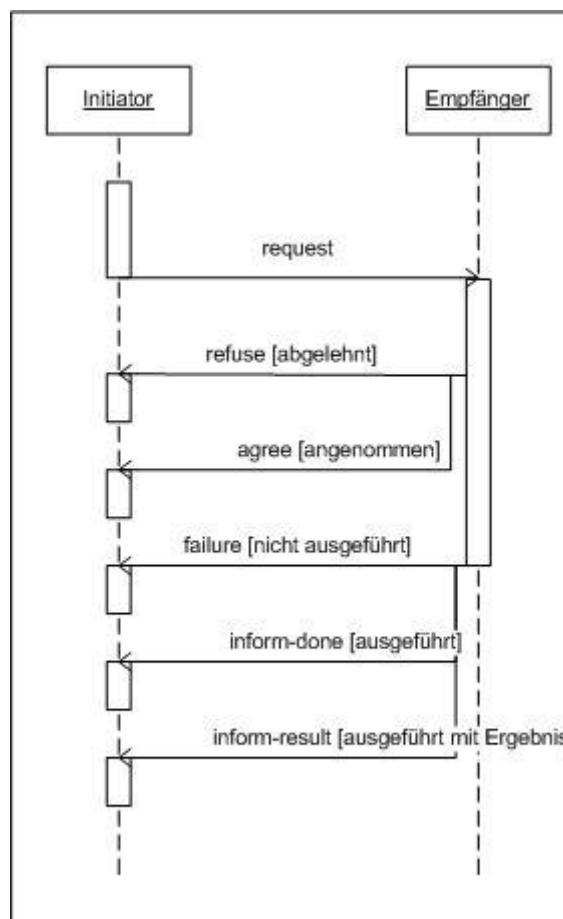 Initiator
Empfänger
request
refuse [abgelehnt]
agree [angenommen]
failure [nicht ausgeführt]
inform-done [ausgeführt]
inform-result [ausgeführt mit Ergebnis